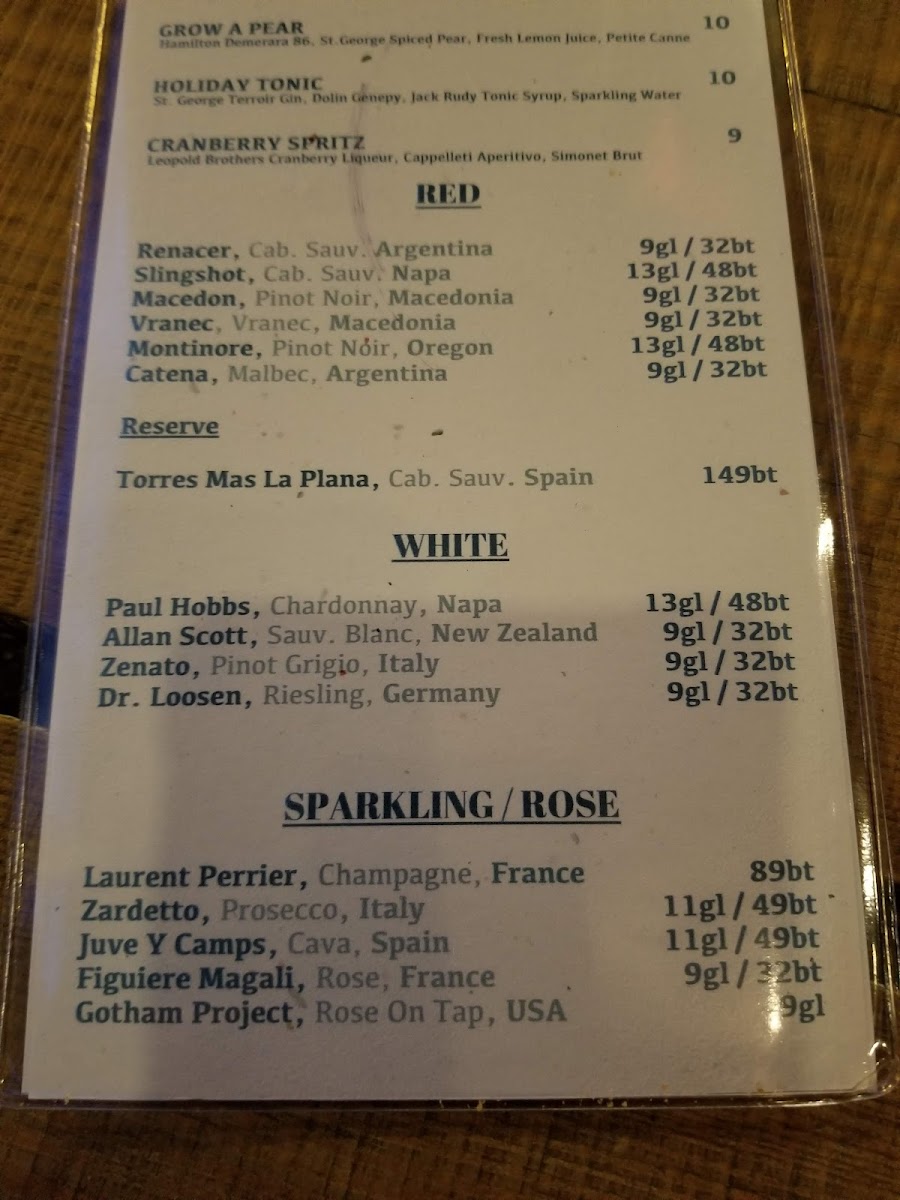 GROW A PEAR 10
Hamilton Demerara 86, St.George Spiced Pear, Fresh Lemon Juice, Petite Canne
HOLIDAY TONIC 10
St. George Terroir Gin, Dolin Genepy, Jack Rudy Tonic Syrup, Sparkling Water
CRANBERRY SPRITZ 9
Leopold Brothers Cranberry Liqueur, Cappelleti Aperitivo, Simonet Brut
RED
Renacer, Cab. Sauv. Argentina 9gl / 32bt
Slingshot, Cab. Sauv. Napa 13gl / 48bt
Macedon, Pinot Noir, Macedonia 9gl / 32bt
Vranec, Vranec, Macedonia 9gl / 32bt
Montinore, Pinot Noir, Oregon 13gl / 48bt
Catena, Malbec, Argentina 9gl / 32bt
Reserve
Torres Mas La Plana, Cab. Sauv. Spain 149bt
WHITE
Paul Hobbs, Chardonnay, Napa 13gl / 48bt
Allan Scott, Sauv. Blanc, New Zealand 9gl / 32bt
Zenato, Pinot Grigio, Italy 9gl / 32bt
Dr. Loosen, Riesling, Germany 9gl / 32bt
SPARKLING / ROSE
Laurent Perrier, Champagne, France 89bt
Zardetto, Prosecco, Italy 11gl / 49bt
Juve Y Camps, Cava, Spain 11gl / 49bt
Figuiere Magali, Rose, France 9gl / 32bt
Gotham Project, Rose On Tap, USA 9gl